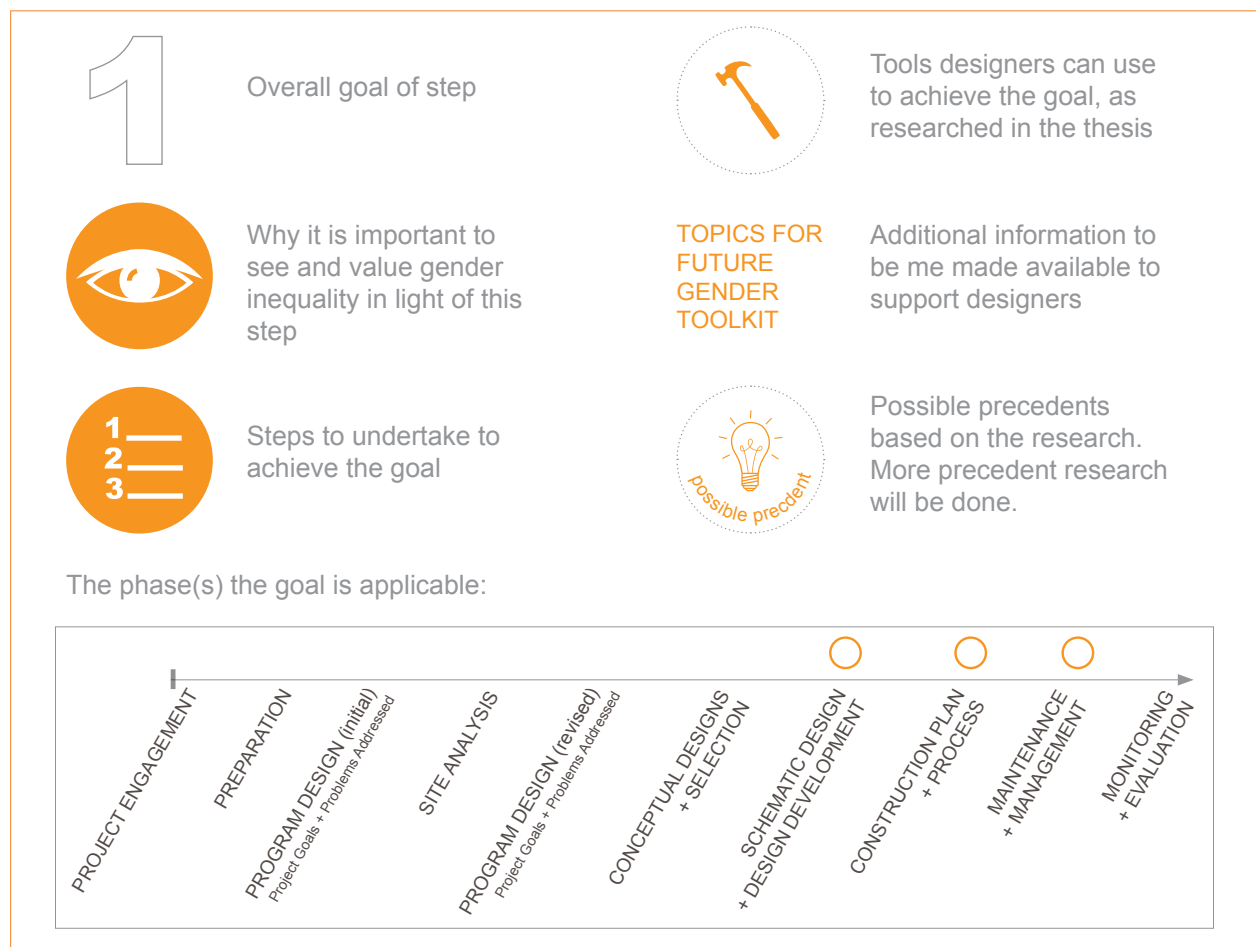 1
Overall goal of step
Tools designers can use
to achieve the goal, as
researched in the thesis
Why it is important to
see and value gender
inequality in light of this
step
TOPICS FOR
FUTURE
GENDER
TOOLKIT
Additional information to
be me made available to
support designers
1
2
3
Steps to undertake to
achieve the goal
possible precdent
Possible precedents
based on the research.
More precedent research
will be done.
The phase(s) the goal is applicable:
PROJECT ENGAGEMENT
PREPARATION
PROGRAM DESIGN (initial)
Project Goals + Problems Addressed
SITE ANALYSIS
PROGRAM DESIGN (revised)
Project Goals + Problems Addressed
CONCEPTUAL DESIGNS
+ SELECTION
SCHEMATIC DESIGN
+ DESIGN DEVELOPMENT
CONSTRUCTION PLAN
+ PROCESS
MAINTENANCE
+ MANAGEMENT
MONITORING
+ EVALUATION